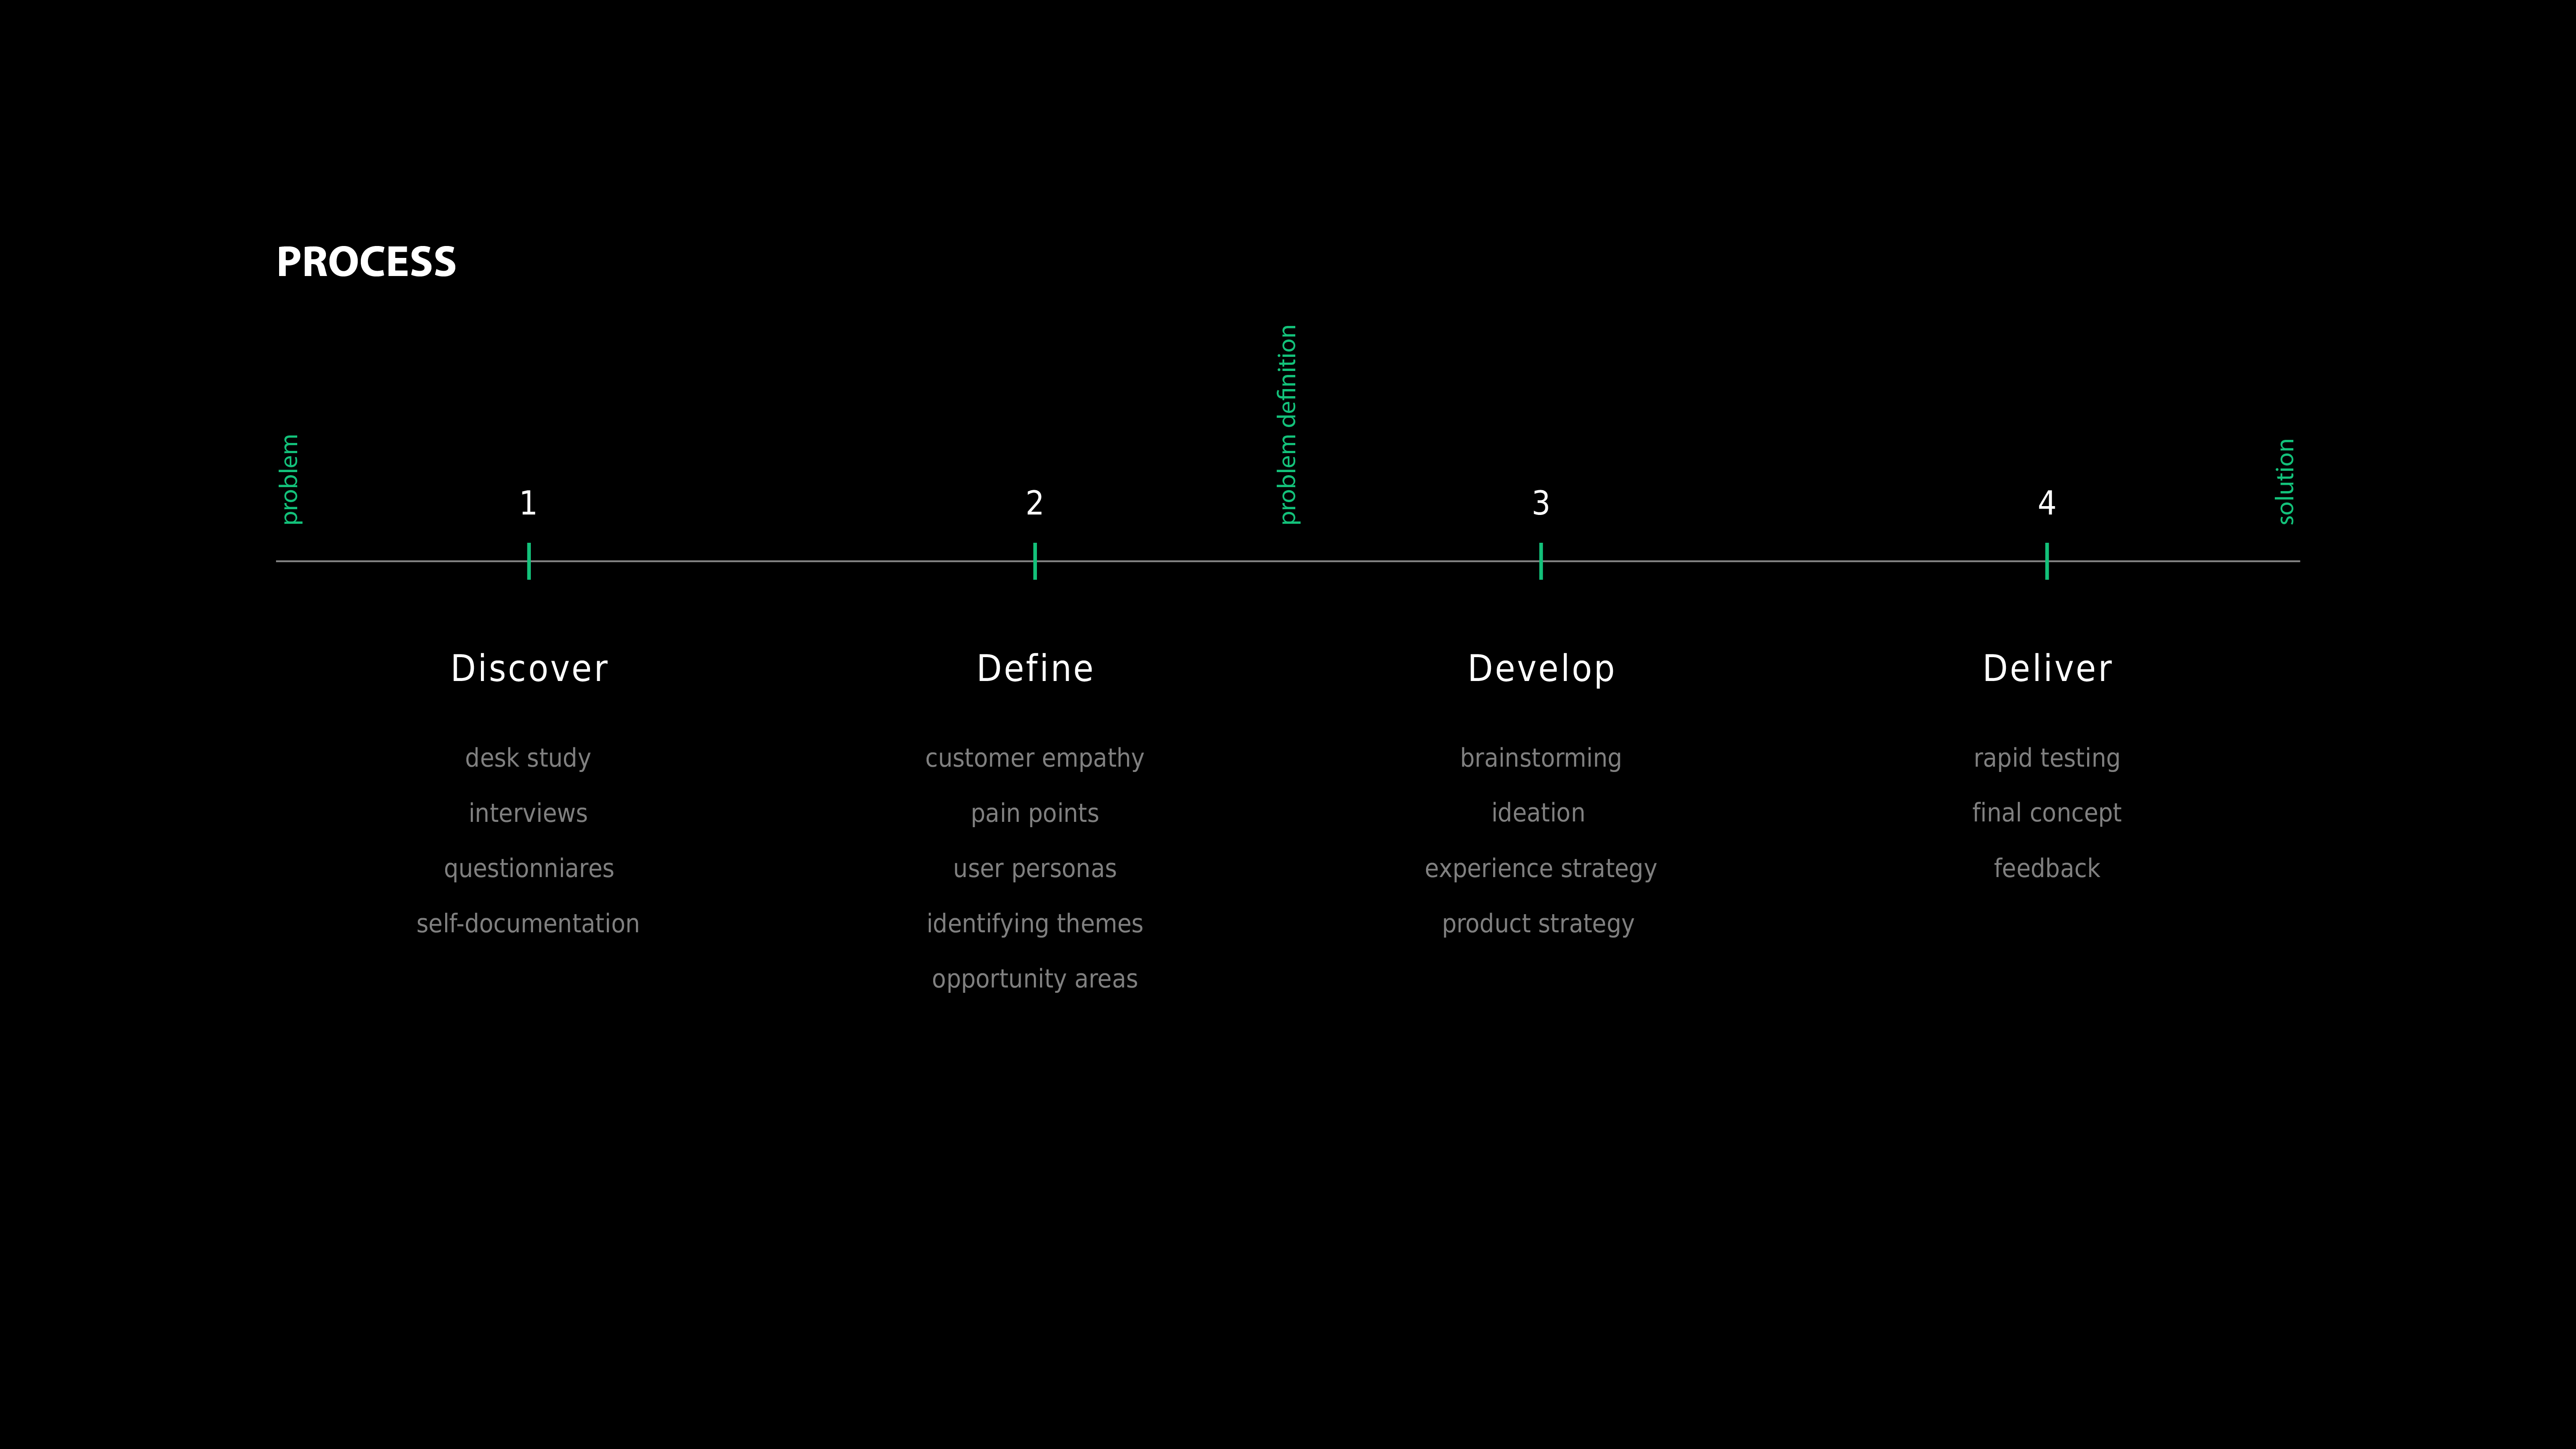 PROCESS
problem
problem definition
solution
1
2
3
4
Discover
desk study
interviews
questionniares
self-documentation
Define
customer empathy
pain points
user personas
identifying themes
opportunity areas
Develop
brainstorming
ideation
experience strategy
product strategy
Deliver
rapid testing
final concept
feedback